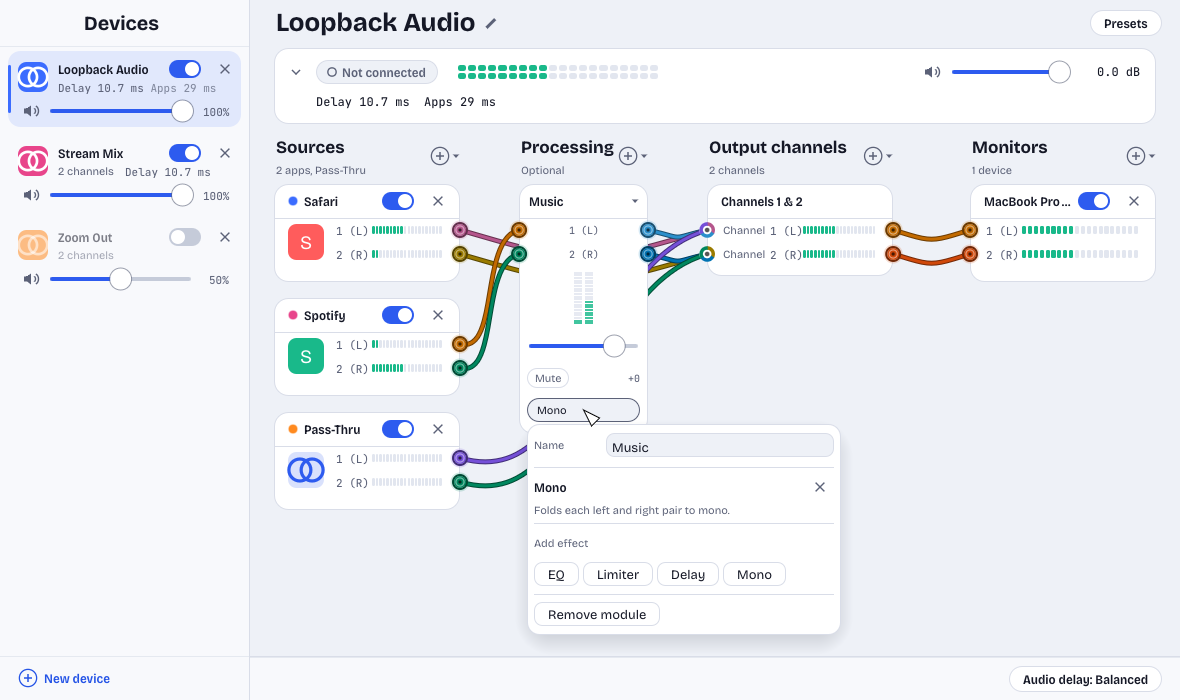 Devices
Loopback Audio
Delay 10.7 ms Apps 29 ms
100%
Stream Mix
2 channels Delay 10.7 ms
100%
Zoom Out
2 channels
50%
New device
Loopback Audio
Presets
Not connected
0.0 dB
Delay 10.7 ms Apps 29 ms
Sources
2 apps, Pass-Thru
Safari
S
1 (L)
2 (R)
Spotify
S
1 (L)
2 (R)
Pass-Thru
1 (L)
2 (R)
Processing
Optional
Music
1 (L)
2 (R)
Mute +0
Mono
Output channels
2 channels
Channels 1 & 2
Channel 1 (L)
Channel 2 (R)
Monitors
1 device
MacBook Pro ...
1 (L)
2 (R)
Name Music
Mono
Folds each left and right pair to mono.
Add effect
EQ Limiter Delay Mono
Remove module
Audio delay: Balanced